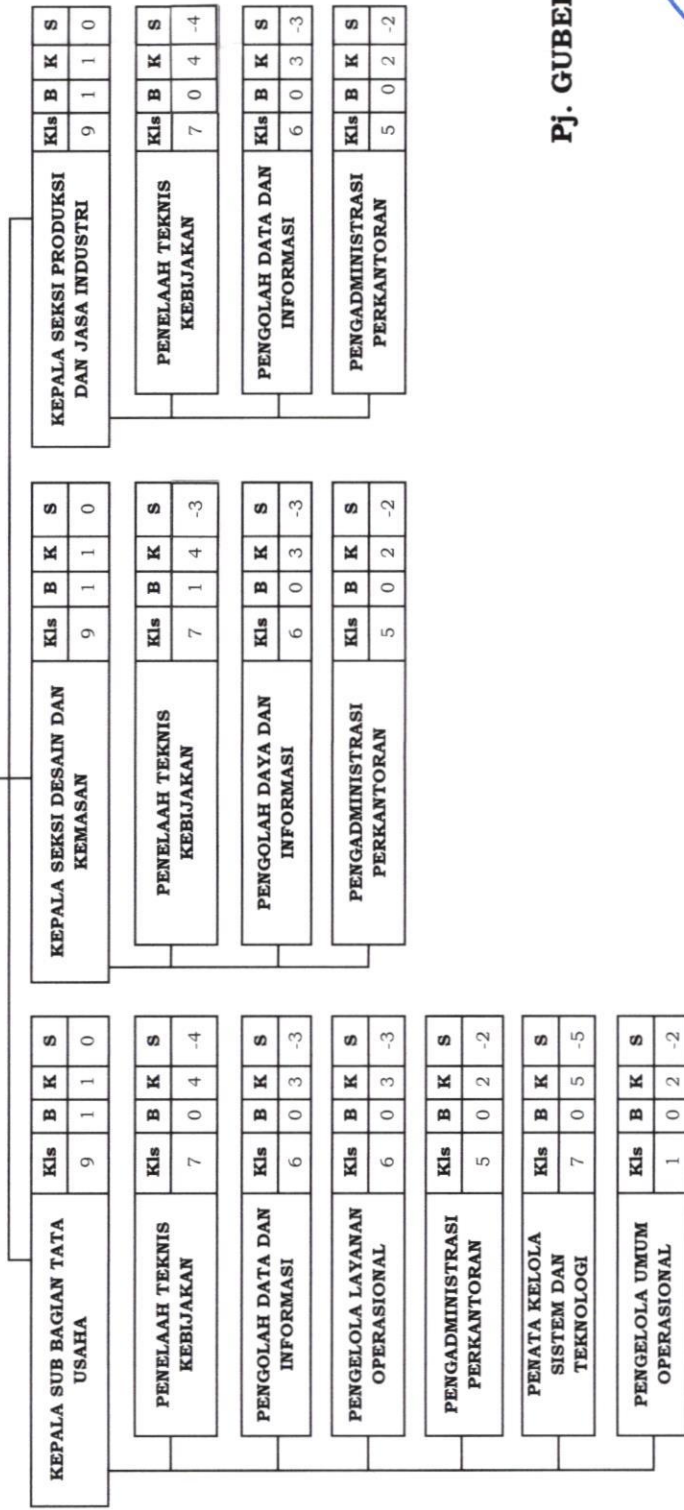 KEPALA SUB BAGIAN TATA
USAHA
Kls B K S
9 1 1 0
PENELAAH TEKNIS
KEBIJAKAN
Kls B K S
7 0 4 -4
PENGOLAH DATA DAN
INFORMASI
Kls B K S
6 0 3 -3
PENGELOLA LAYANAN
OPERASIONAL
Kls B K S
6 0 3 -3
PENGADMINISTRASI
PERKANTORAN
Kls B K S
5 0 2 -2
PENATA KELOLA
SISTEM DAN
TEKNOLOGI
Kls B K S
7 0 5 -5
PENGELOLA UMUM
OPERASIONAL
Kls B K S
1 0 2 -2
KEPALA SEKSI DESAIN DAN
KEMASAN
Kls B K S
9 1 1 0
PENELAAH TEKNIS
KEBIJAKAN
Kls B K S
7 1 4 -3
PENGOLAH DAYA DAN
INFORMASI
Kls B K S
6 0 3 -3
PENGADMINISTRASI
PERKANTORAN
Kls B K S
5 0 2 -2
KEPALA SEKSI PRODUKSI
DAN JASA INDUSTRI
Kls B K S
9 1 1 0
PENELAAH TEKNIS
KEBIJAKAN
Kls B K S
7 0 4 -4
PENGOLAH DATA DAN
INFORMASI
Kls B K S
6 0 3 -3
PENGADMINISTRASI
PERKANTORAN
Kls B K S
5 0 2 -2
Pj. GUBE